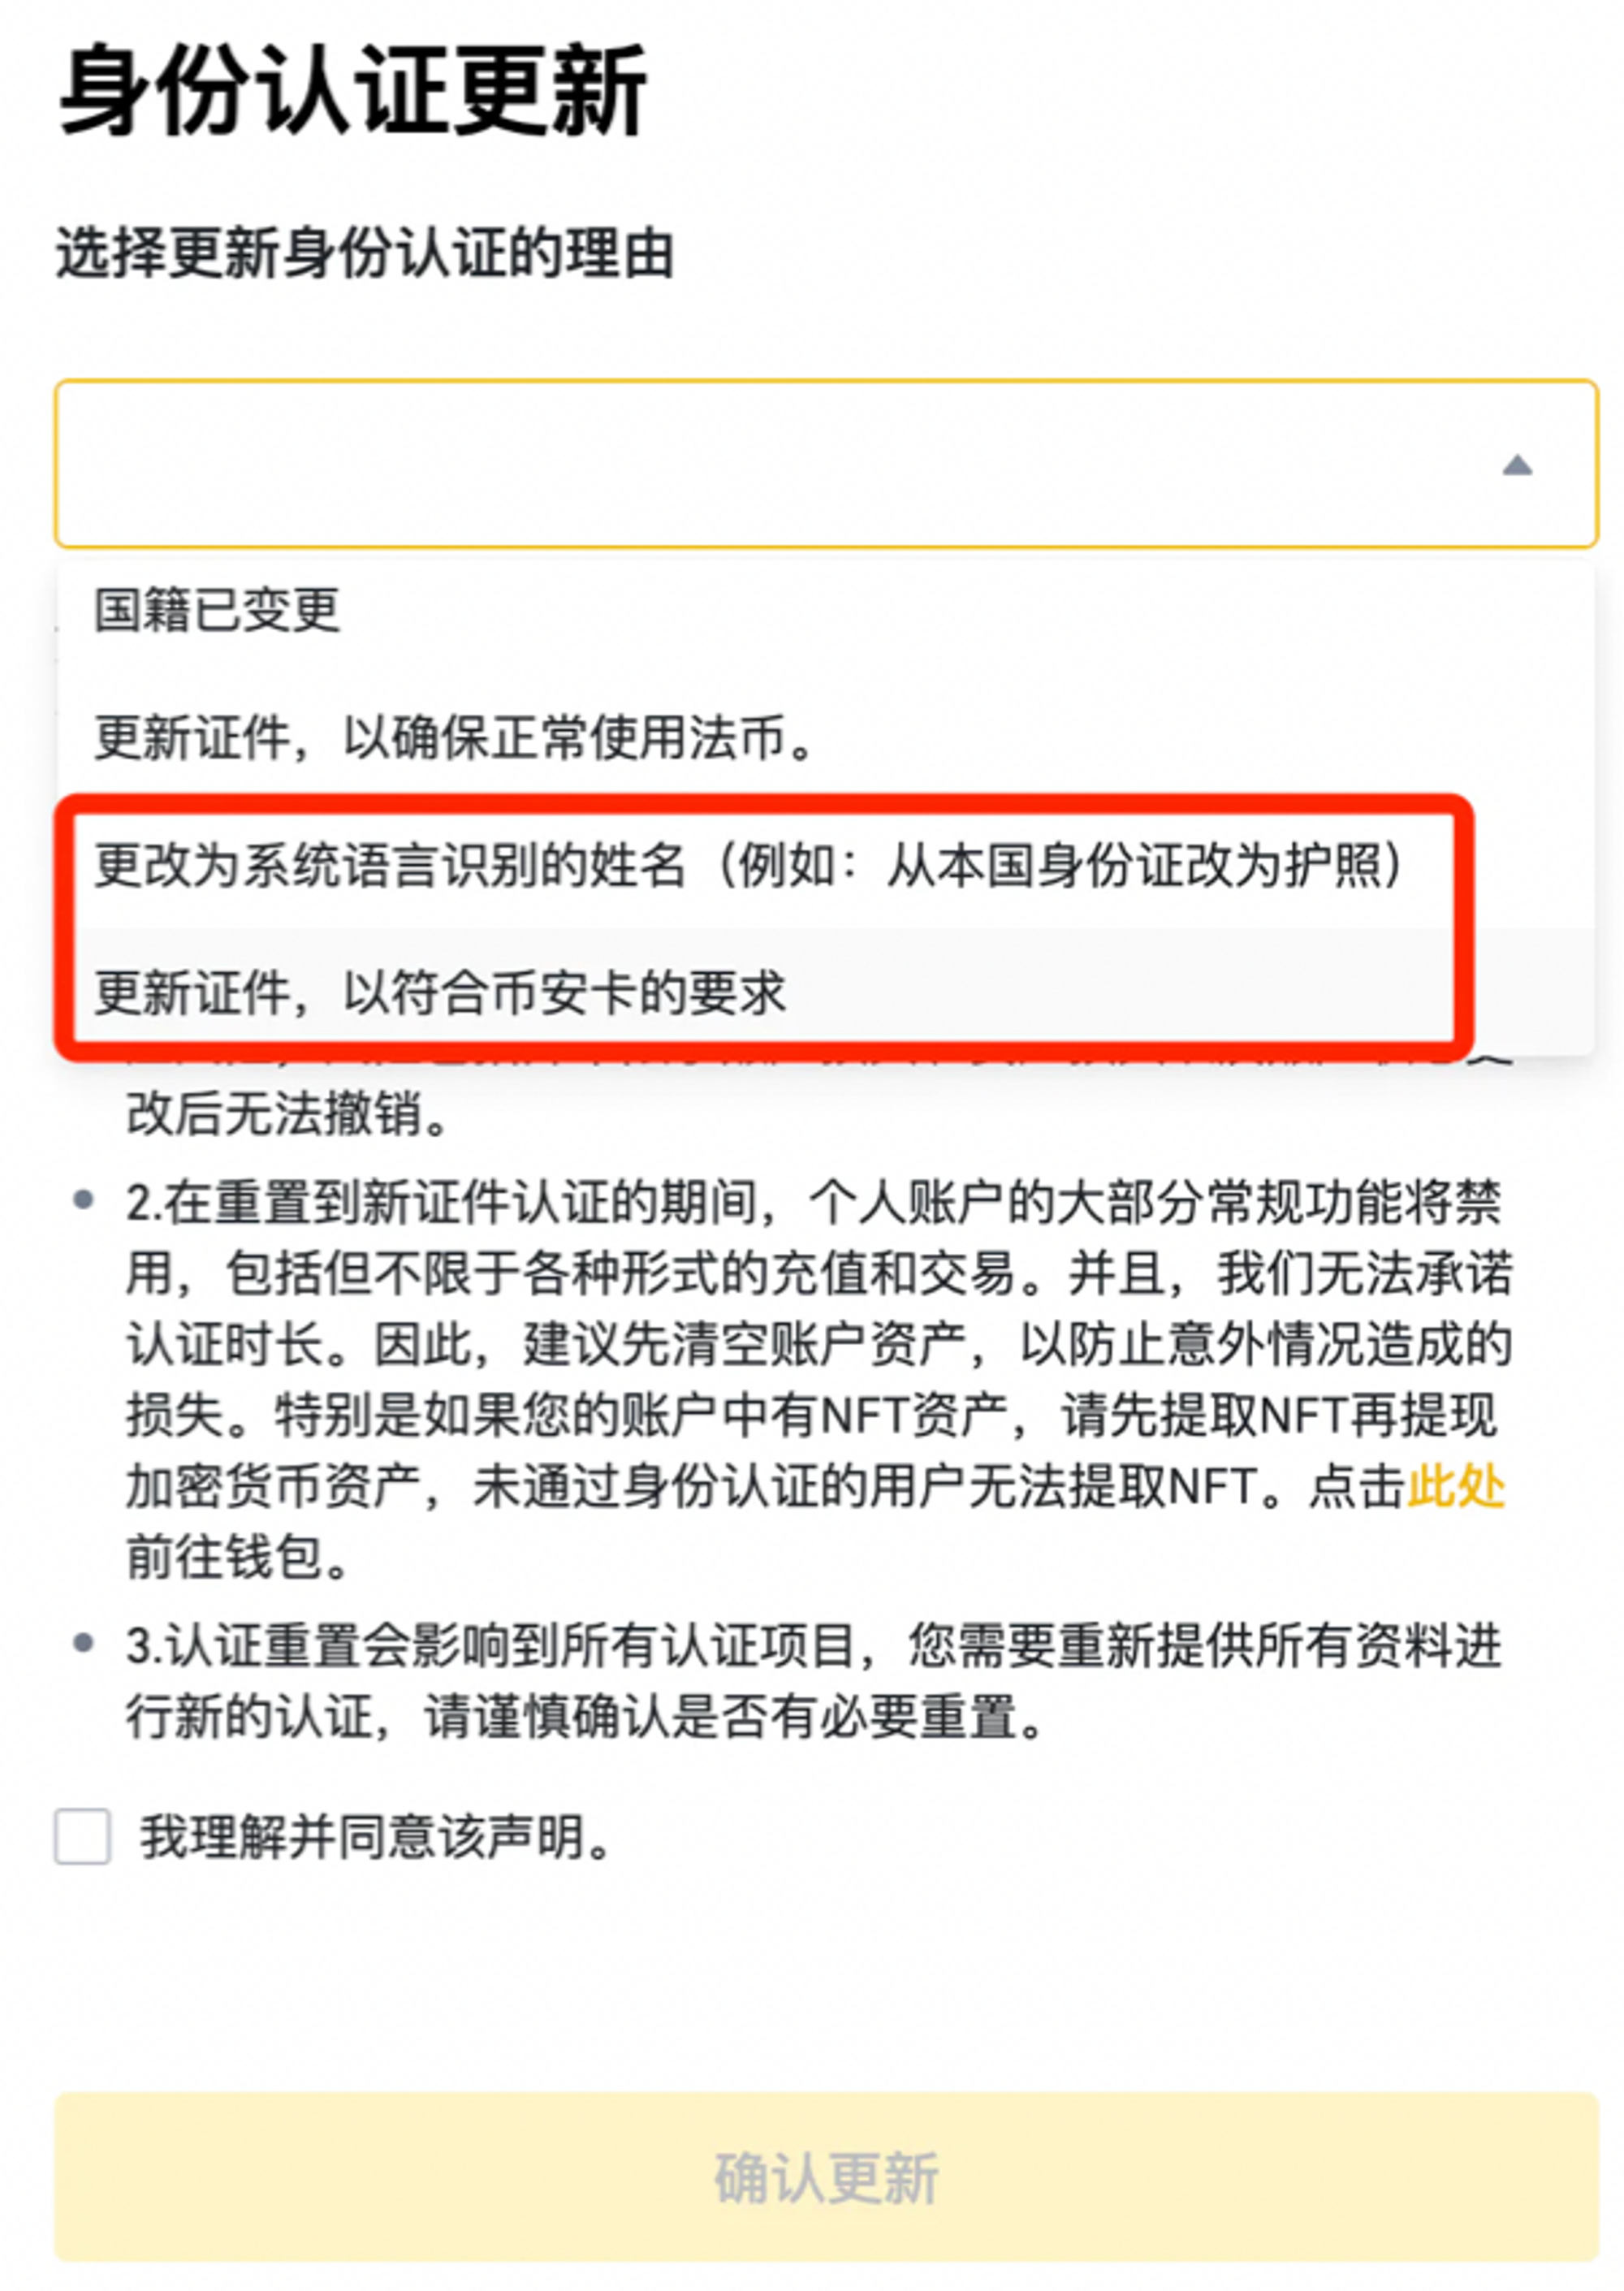 身份认证更新
选择更新身份认证的理由
国籍已变更
更新证件，以确保正常使用法币。
更改为系统语言识别的姓名（例如：从本国身份证改为护照）
更新证件，以符合币安卡的要求
改后无法撤销。
2.在重置到新证件认证的期间，个人账户的大部分常规功能将禁
用，包括但不限于各种形式的充值和交易。并且，我们无法承诺
认证时长。因此，建议先清空账户资产，以防止意外情况造成的
损失。特别是如果您的账户中有NFT资产，请先提取NFT再提现
加密货币资产，未通过身份认证的用户无法提取NFT。点击此处
前往钱包。
3.认证重置会影响到所有认证项目，您需要重新提供所有资料进
行新的认证，请谨慎确认是否有必要重置。
我理解并同意该声明。
确认更新